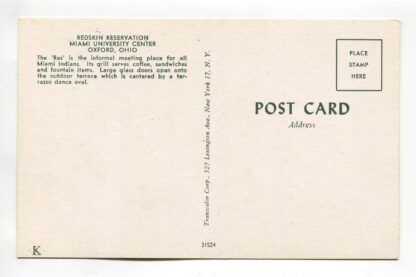 REDSKIN RESERVATION
MIAMI UNIVERSITY CENTER
OXFORD, OHIO
The 'Res' is the informal meeting place for all
Miami Indians. Its grill serves coffee, sandwiches
and fountain items. Large glass doors open onto
the outdoor terrace which is centered by a ter-
razzo dance oval.
Transcolor Corp., 527 Lexington Ave., New York 17, N. Y.
PLACE
STAMP
HERE
POST CARD
Address
31524
K